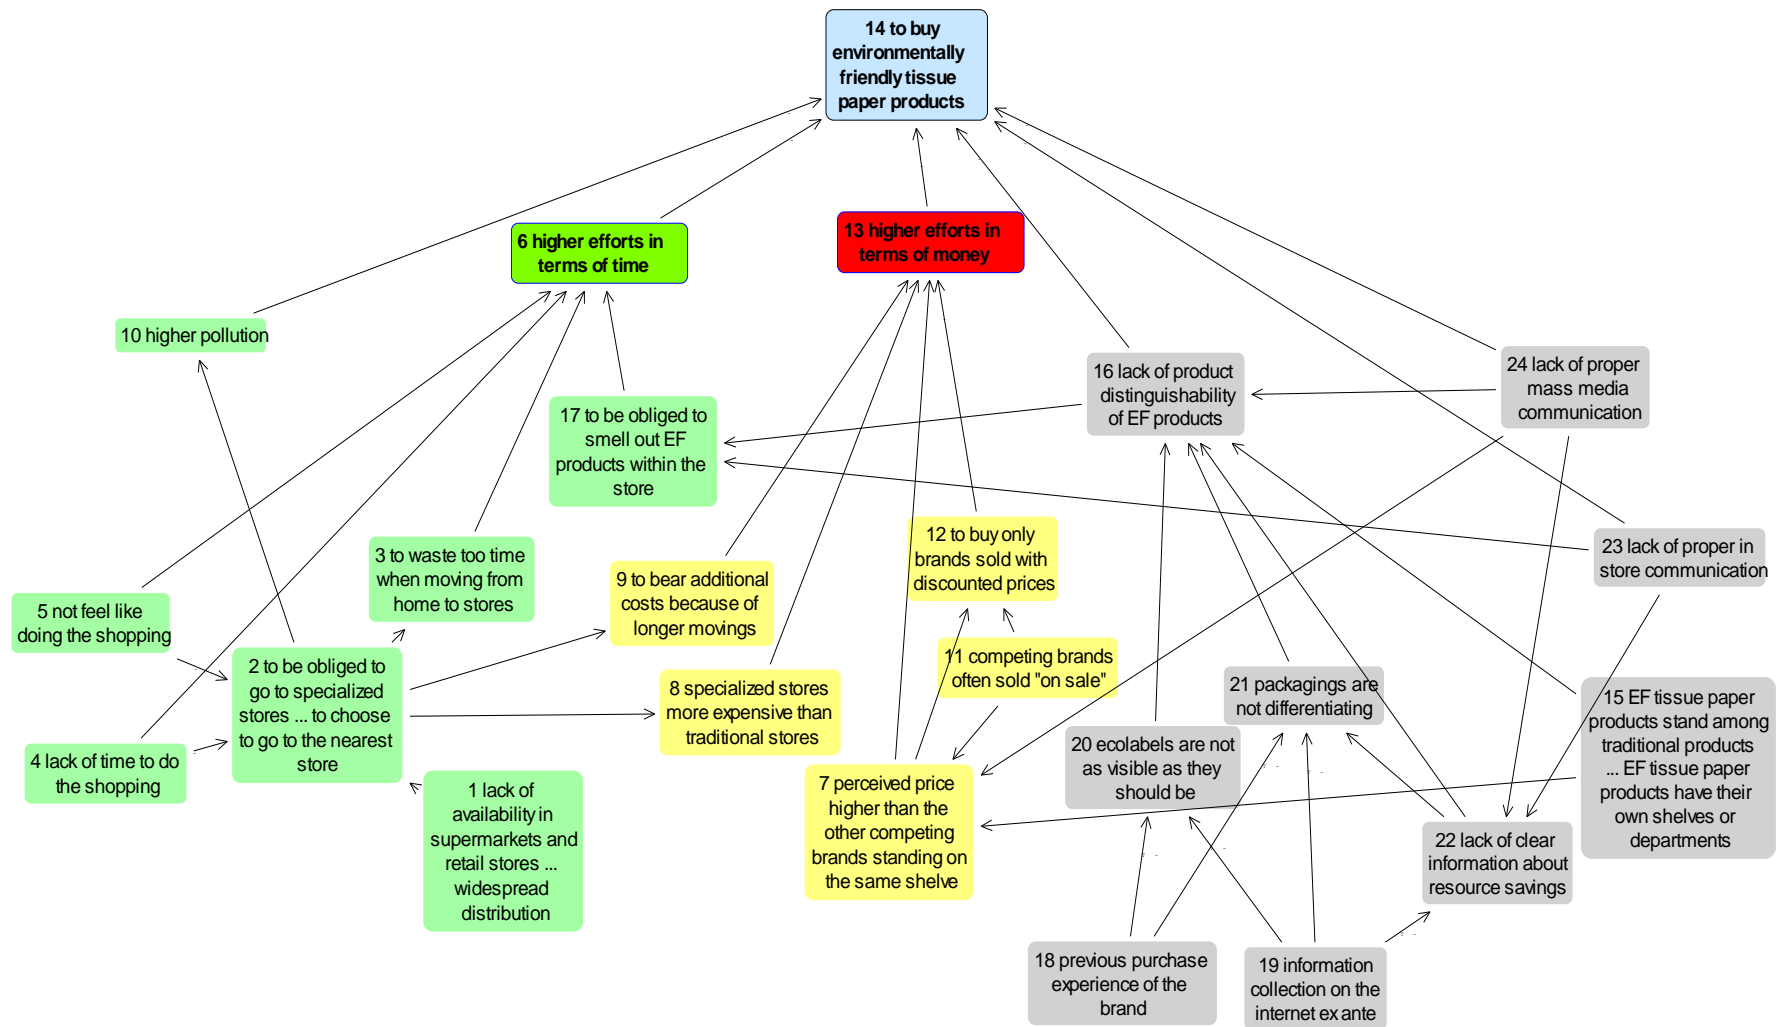 14 to buy
environmentally
friendly tissue
paper products
6 higher efforts in
terms of time
13 higher efforts in
terms of money
10 higher pollution
16 lack of product
distinguishability
of EF products
24 lack of proper
mass media
communication
17 to be obliged to
smell out EF
products within the
store
12 to buy only
brands sold with
discounted prices
23 lack of proper in
store communication
3 to waste too time
when moving from
home to stores
9 to bear additional
costs because of
longer movings
5 not feel like
doing the shopping
2 to be obliged to
go to specialized
stores ... to choose
to go to the nearest
store
11 competing brands
often sold "on sale"
8 specialized stores
more expensive than
traditional stores
21 packagings are
not differentiating
15 EF tissue paper
products stand among
traditional products
... EF tissue paper
products have their
own shelves or
departments
4 lack of time to do
the shopping
20 ecolabels are not
as visible as they
should be
1 lack of
availability in
supermarkets and
retail stores ...
widespread
distribution
7 perceived price
higher than the
other competing
brands standing on
the same shelve
22 lack of clear
information about
resource savings
18 previous purchase
experience of the
brand
19 information
collection on the
internet ex ante